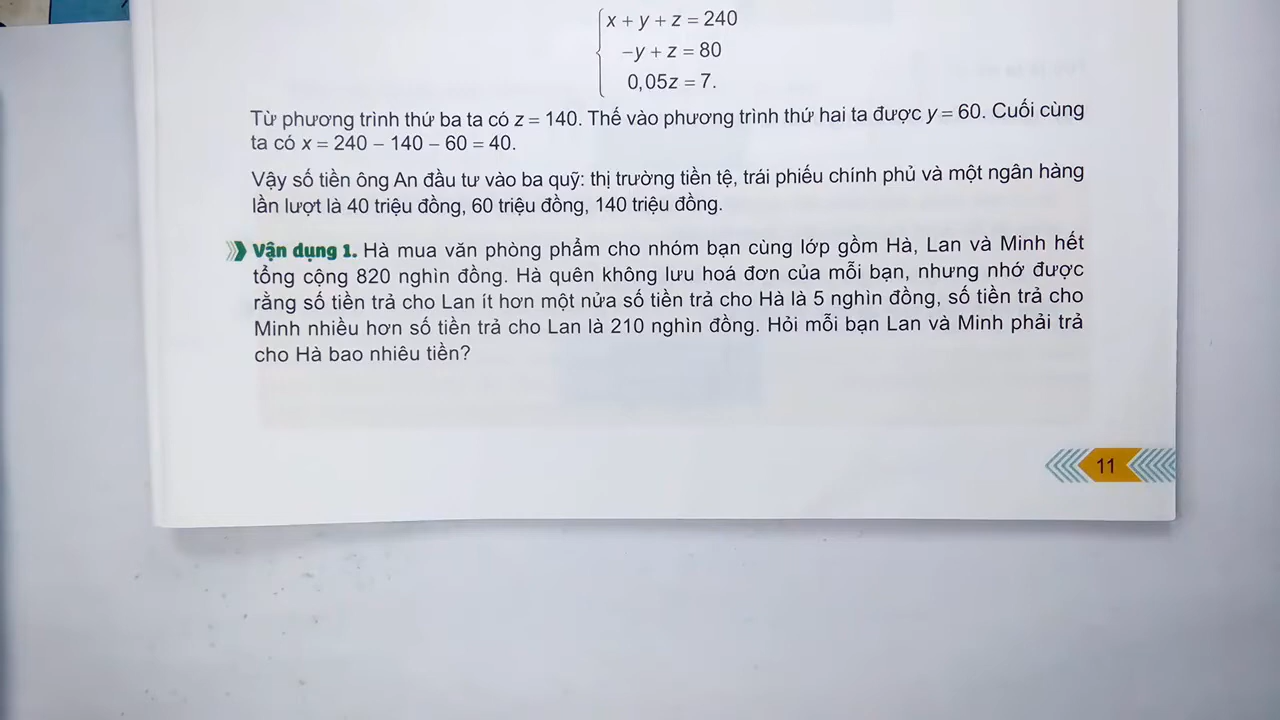 x + y + z = 240
−y + z = 80
0,05z = 7.
Từ phương trình thứ ba ta có z = 140. Thế vào phương trình thứ hai ta được y = 60. Cuối cùng
ta có x = 240 − 140 − 60 = 40.
Vậy số tiền ông An đầu tư vào ba quỹ: thị trường tiền tệ, trái phiếu chính phủ và một ngân hàng
lần lượt là 40 triệu đồng, 60 triệu đồng, 140 triệu đồng.
Vận dụng 1. Hà mua văn phòng phẩm cho nhóm bạn cùng lớp gồm Hà, Lan và Minh hết
tổng cộng 820 nghìn đồng. Hà quên không lưu hoá đơn của mỗi bạn, nhưng nhớ được
rằng số tiền trả cho Lan ít hơn một nửa số tiền trả cho Hà là 5 nghìn đồng, số tiền trả cho
Minh nhiều hơn số tiền trả cho Lan là 210 nghìn đồng. Hỏi mỗi bạn Lan và Minh phải trả
cho Hà bao nhiêu tiền?
11